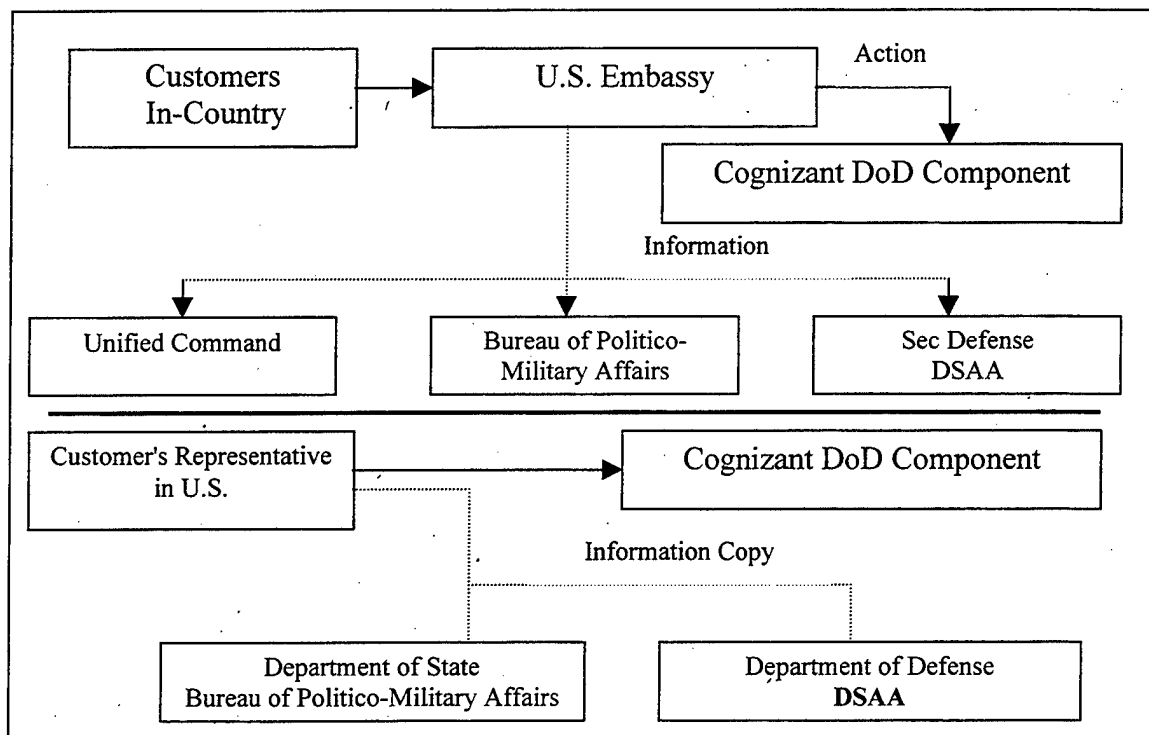 Customers
In-Country
U.S. Embassy
Action
Cognizant DoD Component
Information
Unified Command
Bureau of Politico-
Military Affairs
Sec Defense
DSAA
Customer's Representative
in U.S.
Cognizant DoD Component
Information Copy
Department of State
Bureau of Politico-Military Affairs
Department of Defense
DSAA